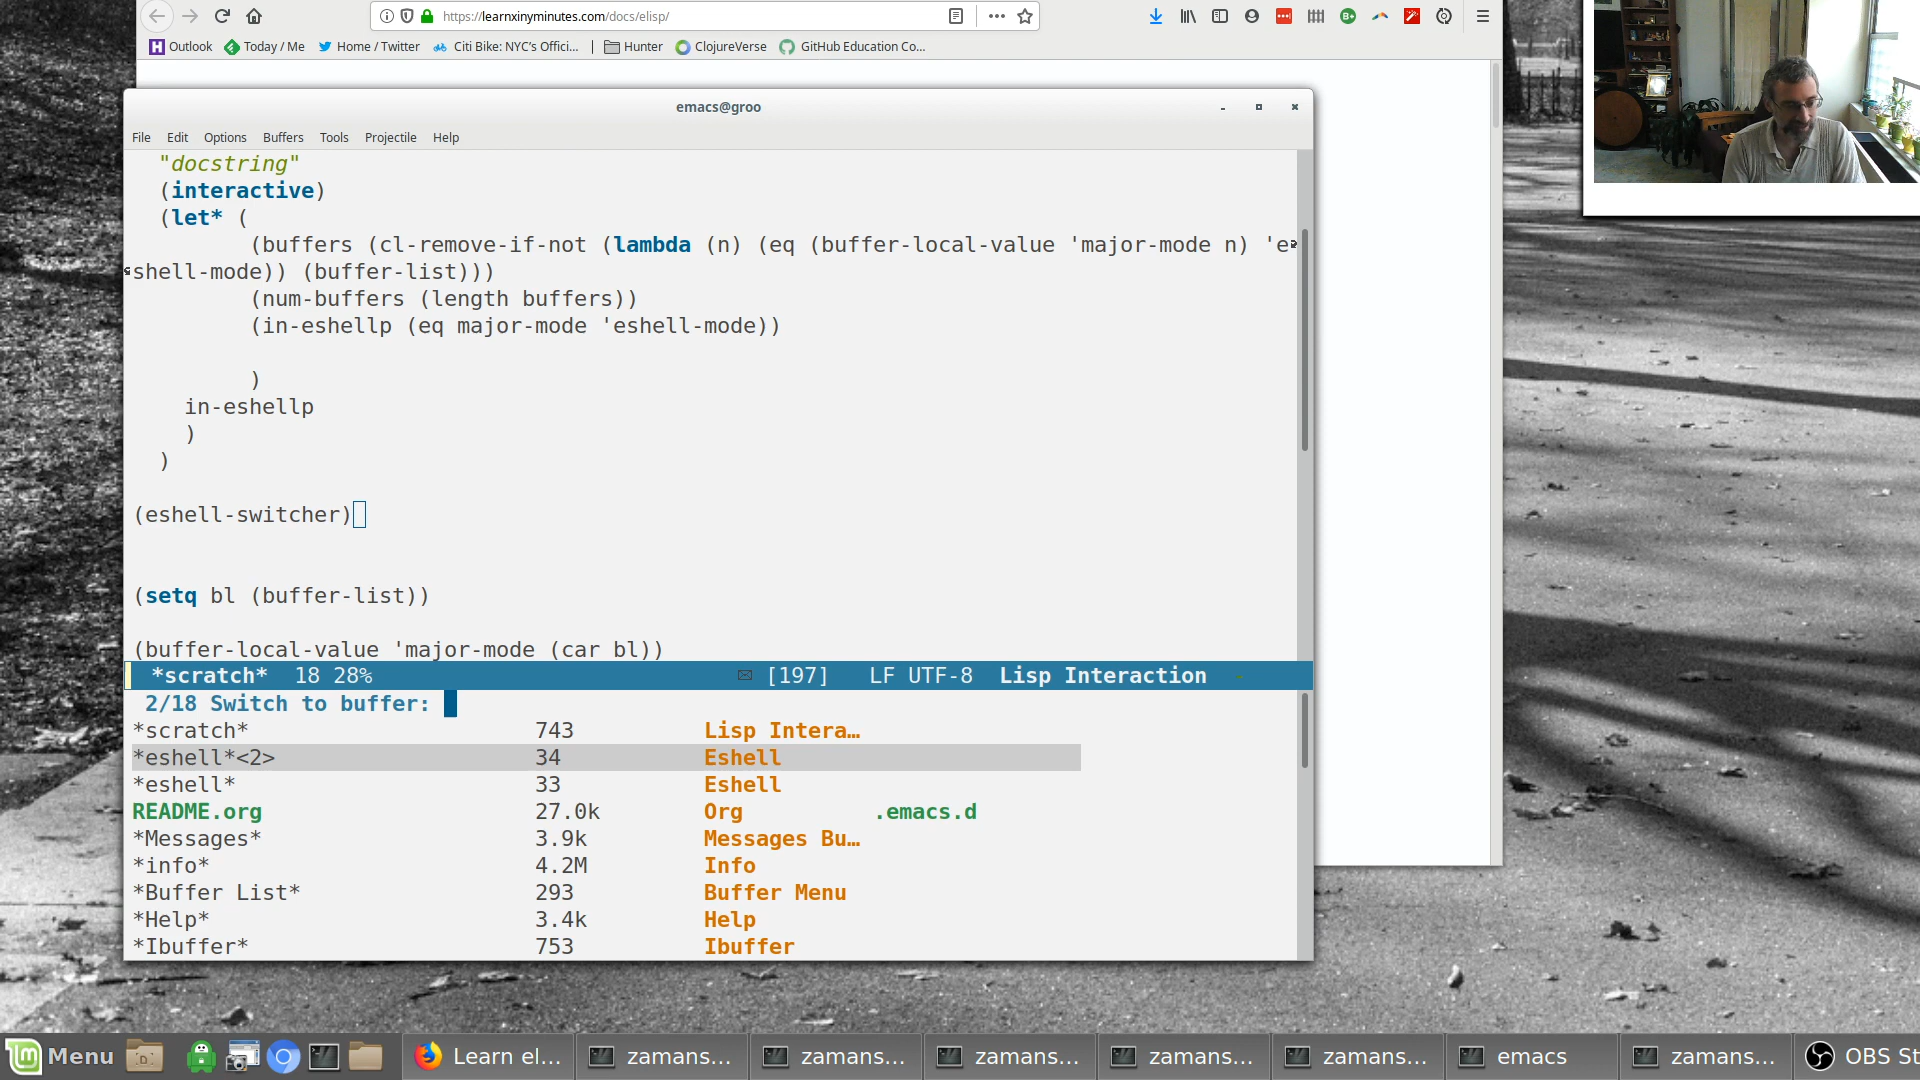 https://learnxinyminutes.com/docs/elisp/
Outlook Today / Me Home / Twitter Citi Bike: NYC's Offici... Hunter ClojureVerse GitHub Education Co...
emacs@groo
File Edit Options Buffers Tools Projectile Help
"docstring"
(interactive)
(let* (
(buffers (cl-remove-if-not (lambda (n) (eq (buffer-local-value 'major-mode n) 'e
shell-mode)) (buffer-list)))
(num-buffers (length buffers))
(in-eshellp (eq major-mode 'eshell-mode))
)
in-eshellp
)
)
(eshell-switcher)
(setq bl (buffer-list))
(buffer-local-value 'major-mode (car bl))
*scratch* 18 28% [197] LF UTF-8 Lisp Interaction
2/18 Switch to buffer:
*scratch* 743 Lisp Intera…
*eshell*<2> 34 Eshell
*eshell* 33 Eshell
README.org 27.0k Org .emacs.d
*Messages* 3.9k Messages Bu…
*info* 4.2M Info
*Buffer List* 293 Buffer Menu
*Help* 3.4k Help
*Ibuffer* 753 Ibuffer
Menu Learn el... zamans... zamans... zamans... zamans... zamans... emacs zamans... OBS St